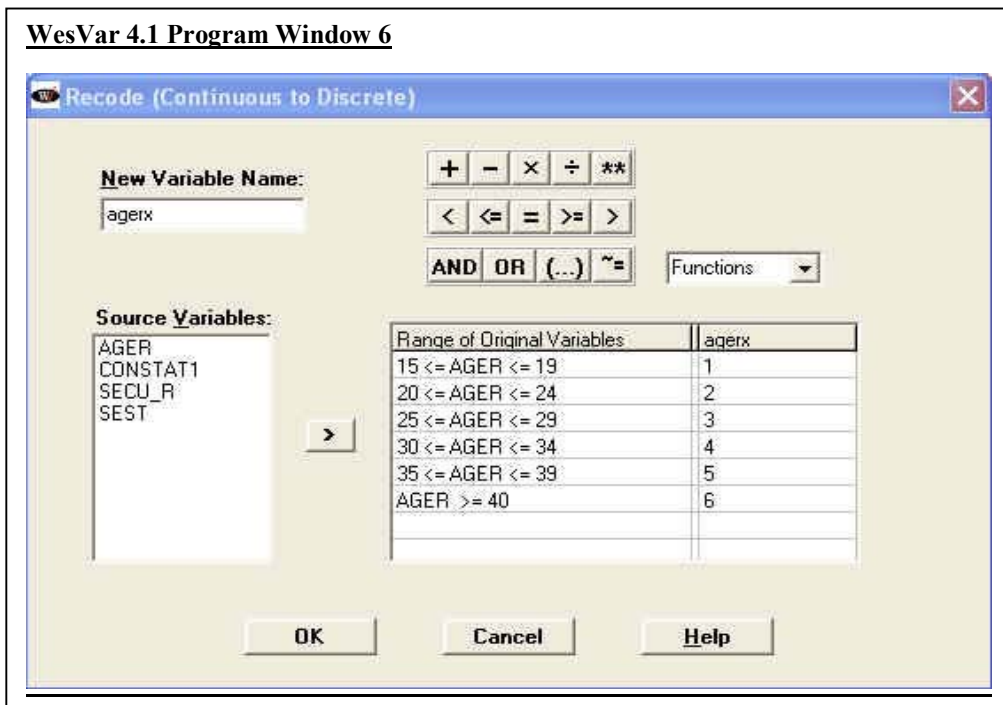 WesVar 4.1 Program Window 6
W
Recode (Continuous to Discrete)
New Variable Name:
agerx
+ − × ÷ **
< <= = >= >
AND OR (...) ~=
Functions
Source Variables:
AGER
CONSTAT1
SECU_R
SEST
>
Range of Original Variables agerx
15 <= AGER <= 19 1
20 <= AGER <= 24 2
25 <= AGER <= 29 3
30 <= AGER <= 34 4
35 <= AGER <= 39 5
AGER >= 40 6
OK Cancel Help